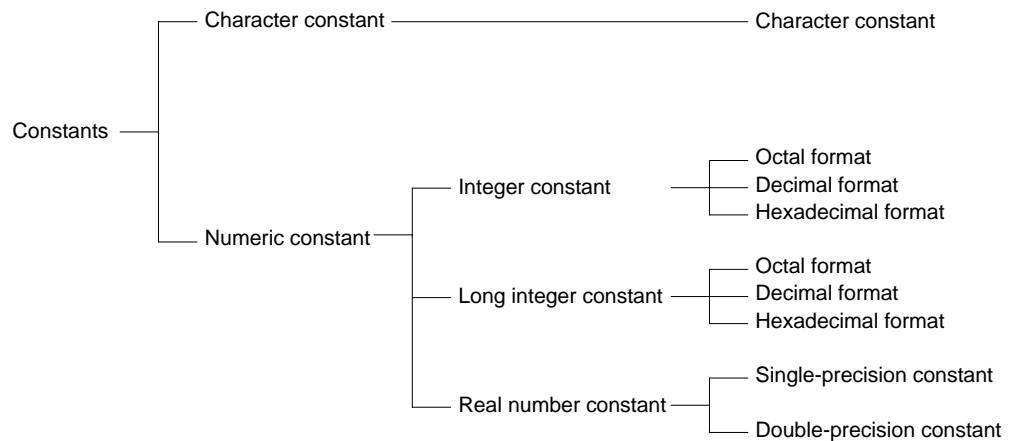 Character constant Character constant
Constants
Octal format
Integer constant Decimal format
Hexadecimal format
Numeric constant
Octal format
Long integer constant Decimal format
Hexadecimal format
Single-precision constant
Real number constant
Double-precision constant